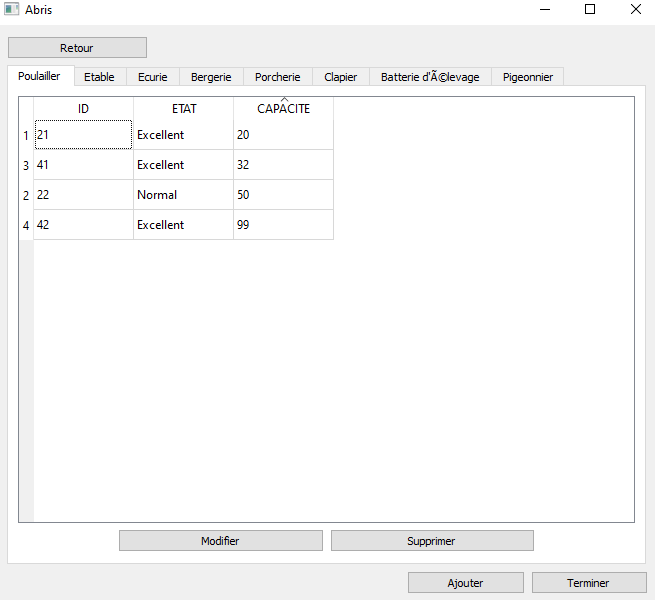 Abris
Retour
Poulailler Etable Ecurie Bergerie Porcherie Clapier Batterie d'Ã©levage Pigeonnier
ID ETAT CAPACITE
1 21 Excellent 20
3 41 Excellent 32
2 22 Normal 50
4 42 Excellent 99
Modifier Supprimer
Ajouter Terminer